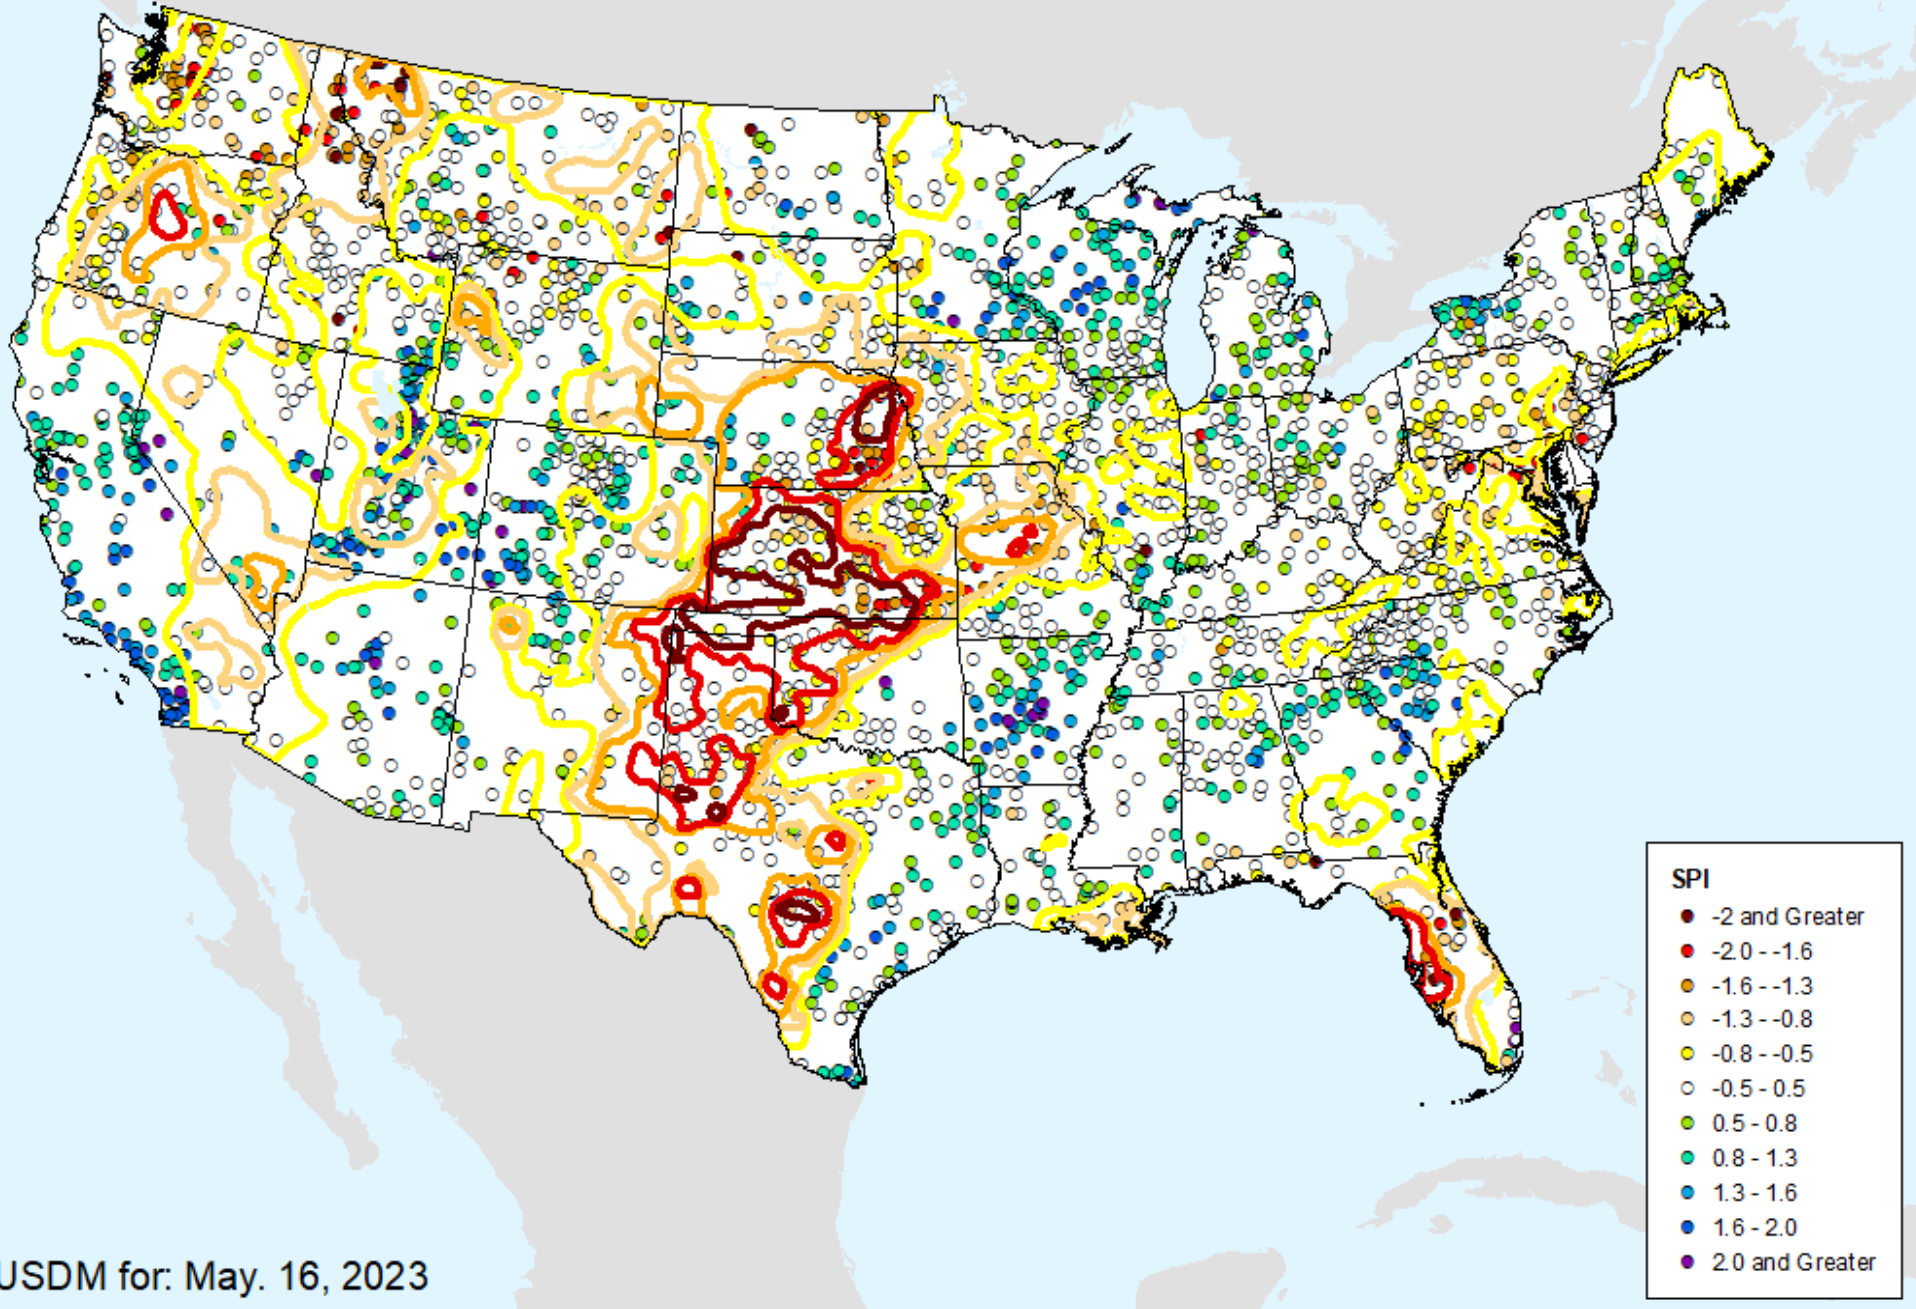 SPI
-2 and Greater
-2.0 - -1.6
-1.6 - -1.3
-1.3 - -0.8
-0.8 - -0.5
-0.5 - 0.5
0.5 - 0.8
0.8 - 1.3
1.3 - 1.6
1.6 - 2.0
2.0 and Greater
USDM for: May. 16, 2023